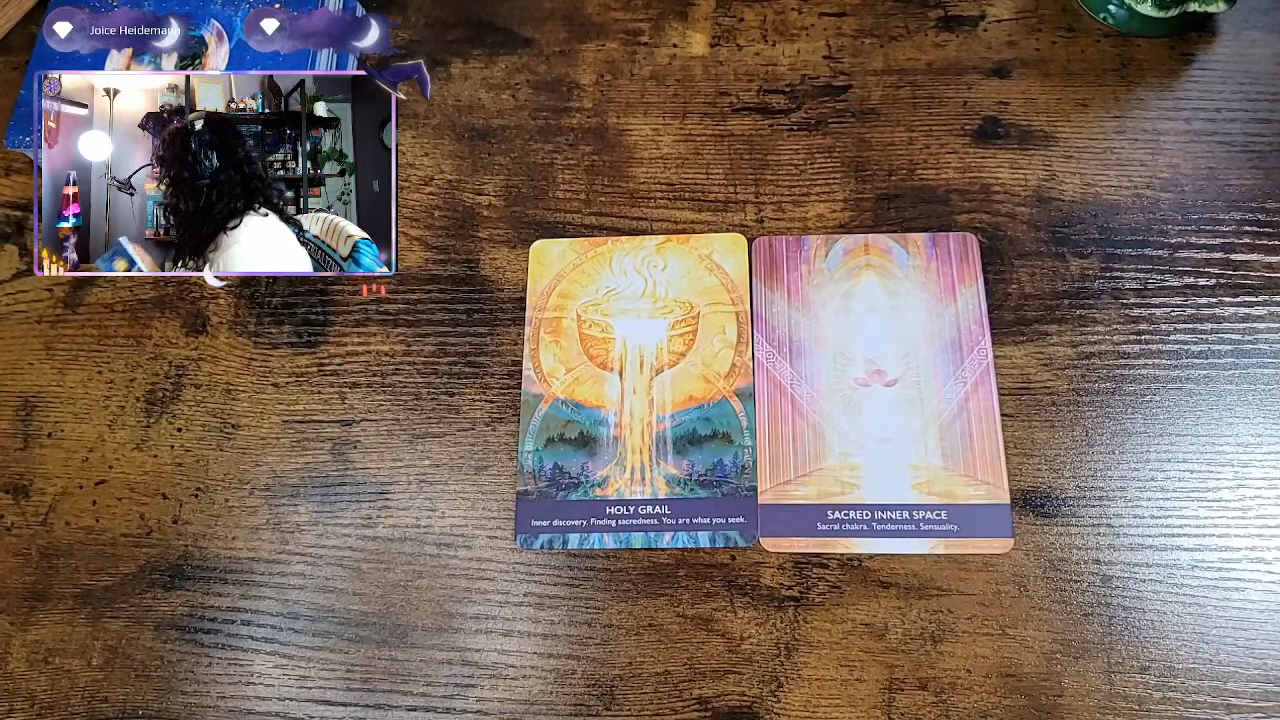 Joice Heidemann
HOLY GRAIL
Inner discovery. Finding sacredness. You are what you seek.
SACRED INNER SPACE
Sacral chakra. Tenderness. Sensuality.